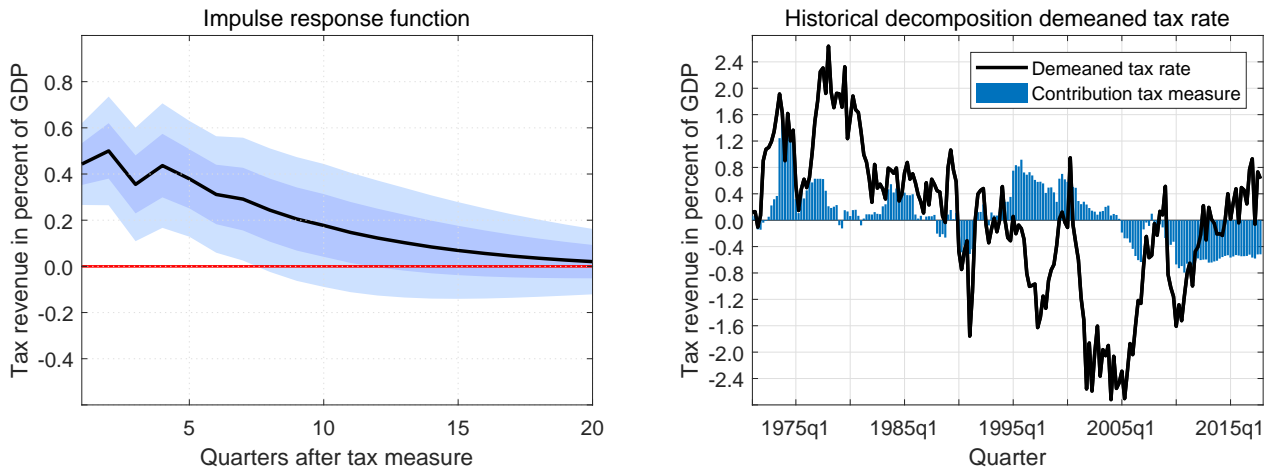 Impulse response function
Tax revenue in percent of GDP
0.8
0.6
0.4
0.2
0.0
-0.2
-0.4
5
10
15
20
Quarters after tax measure
Historical decomposition demeaned tax rate
Tax revenue in percent of GDP
2.4
2.0
1.6
1.2
0.8
0.4
0.0
-0.4
-0.8
-1.2
-1.6
-2.0
-2.4
Demeaned tax rate
Contribution tax measure
1975q1
1985q1
1995q1
2005q1
2015q1
Quarter